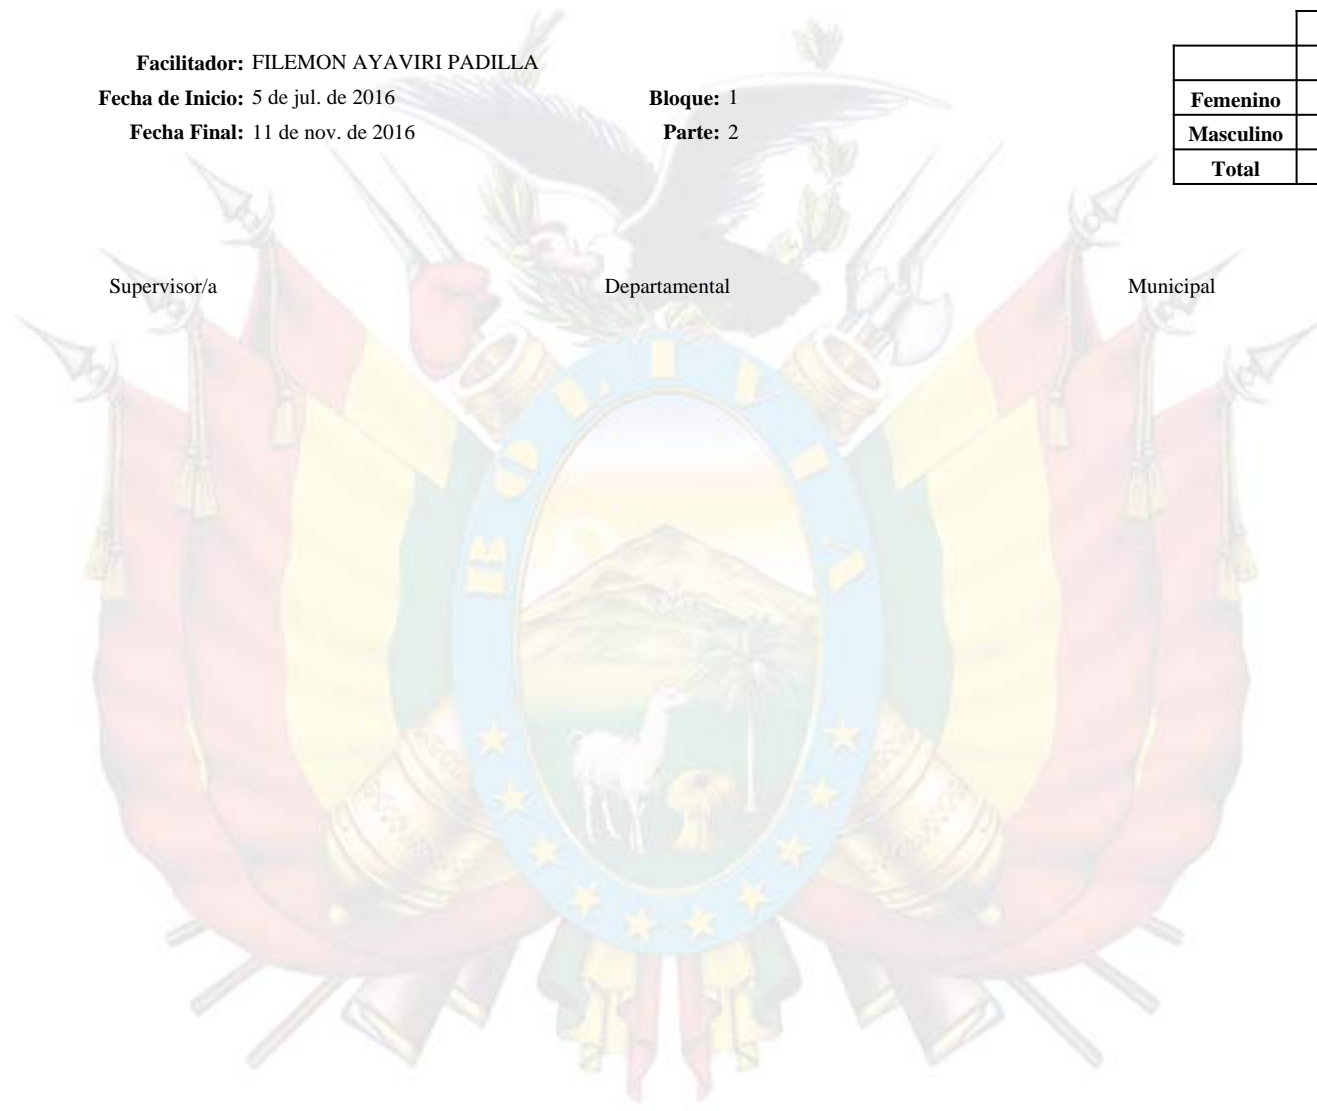 Facilitador: FILEMON AYAVIRI PADILLA
Fecha de Inicio: 5 de jul. de 2016 Bloque: 1
Femenino
Fecha Final: 11 de nov. de 2016 Parte: 2
Masculino
Total
Supervisor/a Departamental Municipal
BOLIVIA